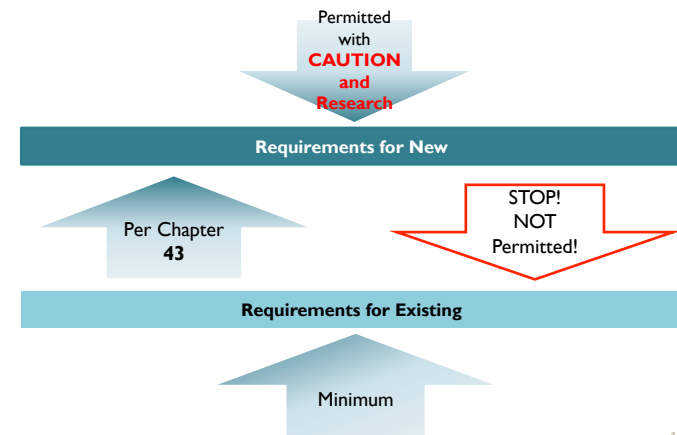 Permitted
with
CAUTION
and
Research
Requirements for New
Per Chapter
43
STOP!
NOT
Permitted!
Requirements for Existing
Minimum